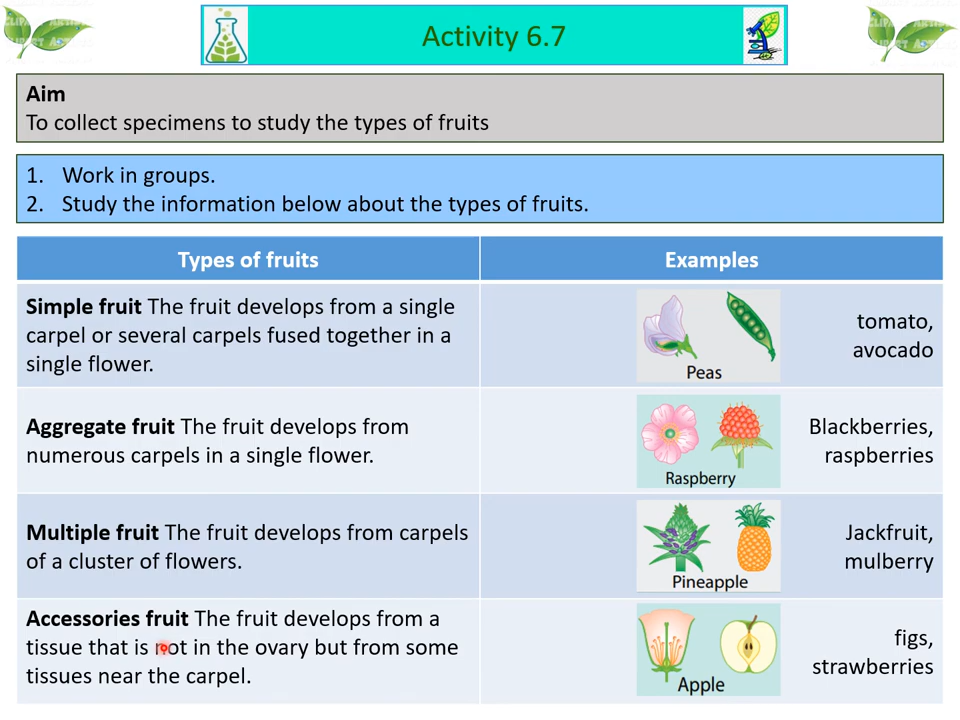 Activity 6.7
Aim
To collect specimens to study the types of fruits
1. Work in groups.
2. Study the information below about the types of fruits.
Types of fruits
Examples
Simple fruit The fruit develops from a single
carpel or several carpels fused together in a
single flower.
Peas
tomato,
avocado
Aggregate fruit The fruit develops from
numerous carpels in a single flower.
Raspberry
Blackberries,
raspberries
Multiple fruit The fruit develops from carpels
of a cluster of flowers.
Pineapple
Jackfruit,
mulberry
Accessories fruit The fruit develops from a
tissue that is not in the ovary but from some
tissues near the carpel.
Apple
figs,
strawberries